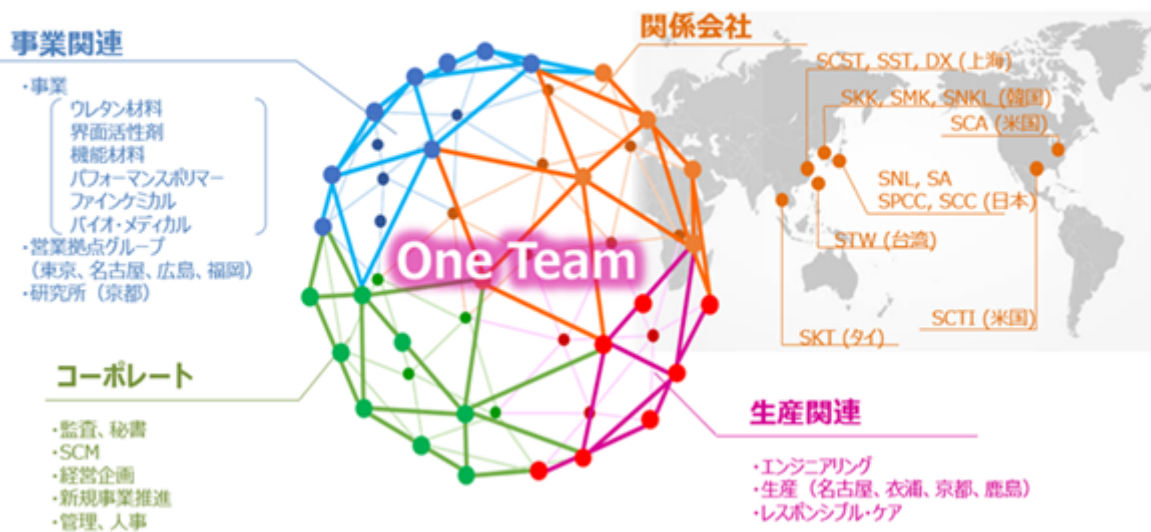 事業関連
・事業
ウレタン材料
界面活性剤
機能材料
パフォーマンスポリマー
ファインケミカル
バイオ・メディカル
・営業拠点グループ
（東京、名古屋、広島、福岡）
・研究所（京都）
コーポレート
・監査、秘書
・SCM
・経営企画
・新規事業推進
・管理、人事
One Team
関係会社
SCST, SST, DX (上海)
SKK, SMK, SNKL (韓国)
SCA (米国)
SNL, SA
SPCC, SCC (日本)
STW (台湾)
SCTI (米国)
SKT (タイ)
生産関連
・エンジニアリング
・生産（名古屋、衣浦、京都、鹿島）
・レスポンシブル・ケア